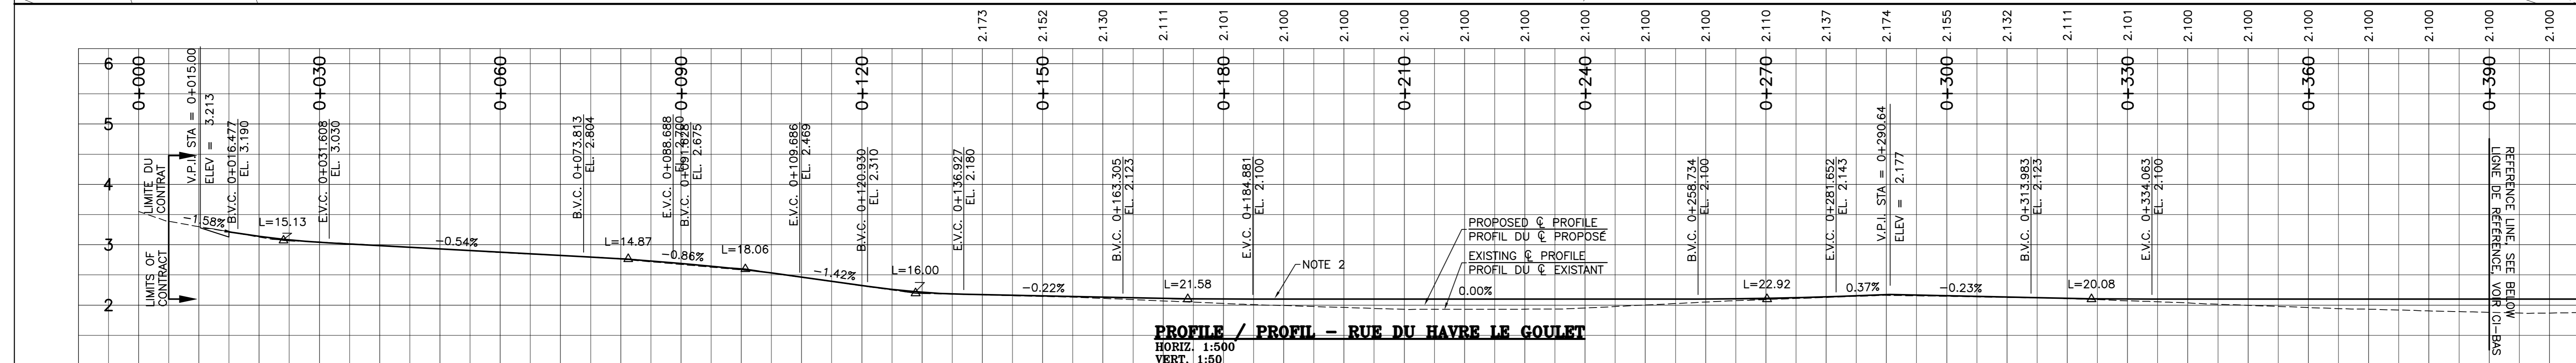 2.173
2.152
2.130
2.111
2.101
2.100
2.100
2.100
2.100
2.100
2.100
2.100
2.110
2.137
2.174
2.155
2.132
2.111
2.101
2.100
2.100
2.100
2.100
2.100
2.100
2.100
6
5
4
3
2
0+000
0+030
0+060
0+090
0+120
0+150
0+180
0+210
0+240
0+270
0+300
0+330
0+360
0+390
LIMITE DU
CONTRAT
LIMITS OF
CONTRACT
V.P.I. STA = 0+015.00
ELEV = 3.213
B.V.C. 0+016.477
EL. 3.190
E.V.C. 0+031.608
EL. 3.030
B.V.C. 0+073.813
EL. 2.804
E.V.C. 0+088.688
EL. 2.700
B.V.C. 0+091.628
EL. 2.675
E.V.C. 0+109.686
EL. 2.469
B.V.C. 0+120.930
EL. 2.310
E.V.C. 0+136.927
EL. 2.180
B.V.C. 0+163.305
EL. 2.123
E.V.C. 0+184.881
EL. 2.100
B.V.C. 0+258.734
EL. 2.100
E.V.C. 0+281.652
EL. 2.143
V.P.I. STA = 0+290.64
ELEV = 2.177
B.V.C. 0+313.983
EL. 2.123
E.V.C. 0+334.063
EL. 2.100
-1.58%
L=15.13
-0.54%
L=14.87
-0.86%
L=18.06
-1.42%
L=16.00
-0.22%
L=21.58
NOTE 2
PROPOSED ℄ PROFILE
PROFIL DU ℄ PROPOSÉ
EXISTING ℄ PROFILE
PROFIL DU ℄ EXISTANT
0.00%
L=22.92
0.37%
-0.23%
L=20.08
REFERENCE LINE, SEE BELOW
LIGNE DE RÉFÉRENCE, VOIR ICI-BAS
PROFILE / PROFIL - RUE DU HAVRE LE GOULET
HORIZ. 1:500
VERT. 1:50